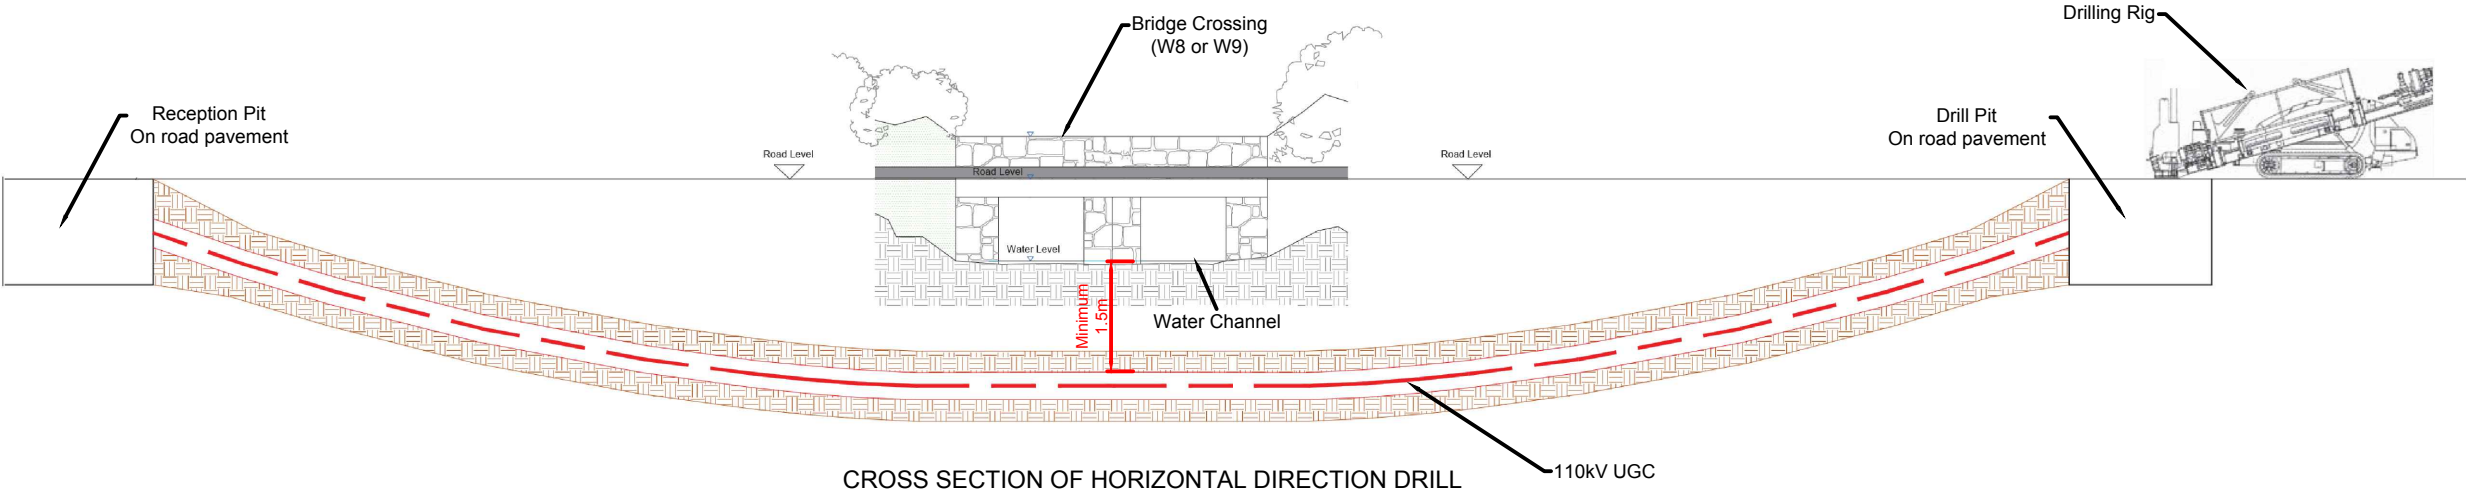 Bridge Crossing
(W8 or W9)
Drilling Rig
Reception Pit
On road pavement
Drill Pit
On road pavement
Road Level
Road Level
Road Level
Water Level
Minimum
1.5m
Water Channel
110kV UGC
CROSS SECTION OF HORIZONTAL DIRECTION DRILL